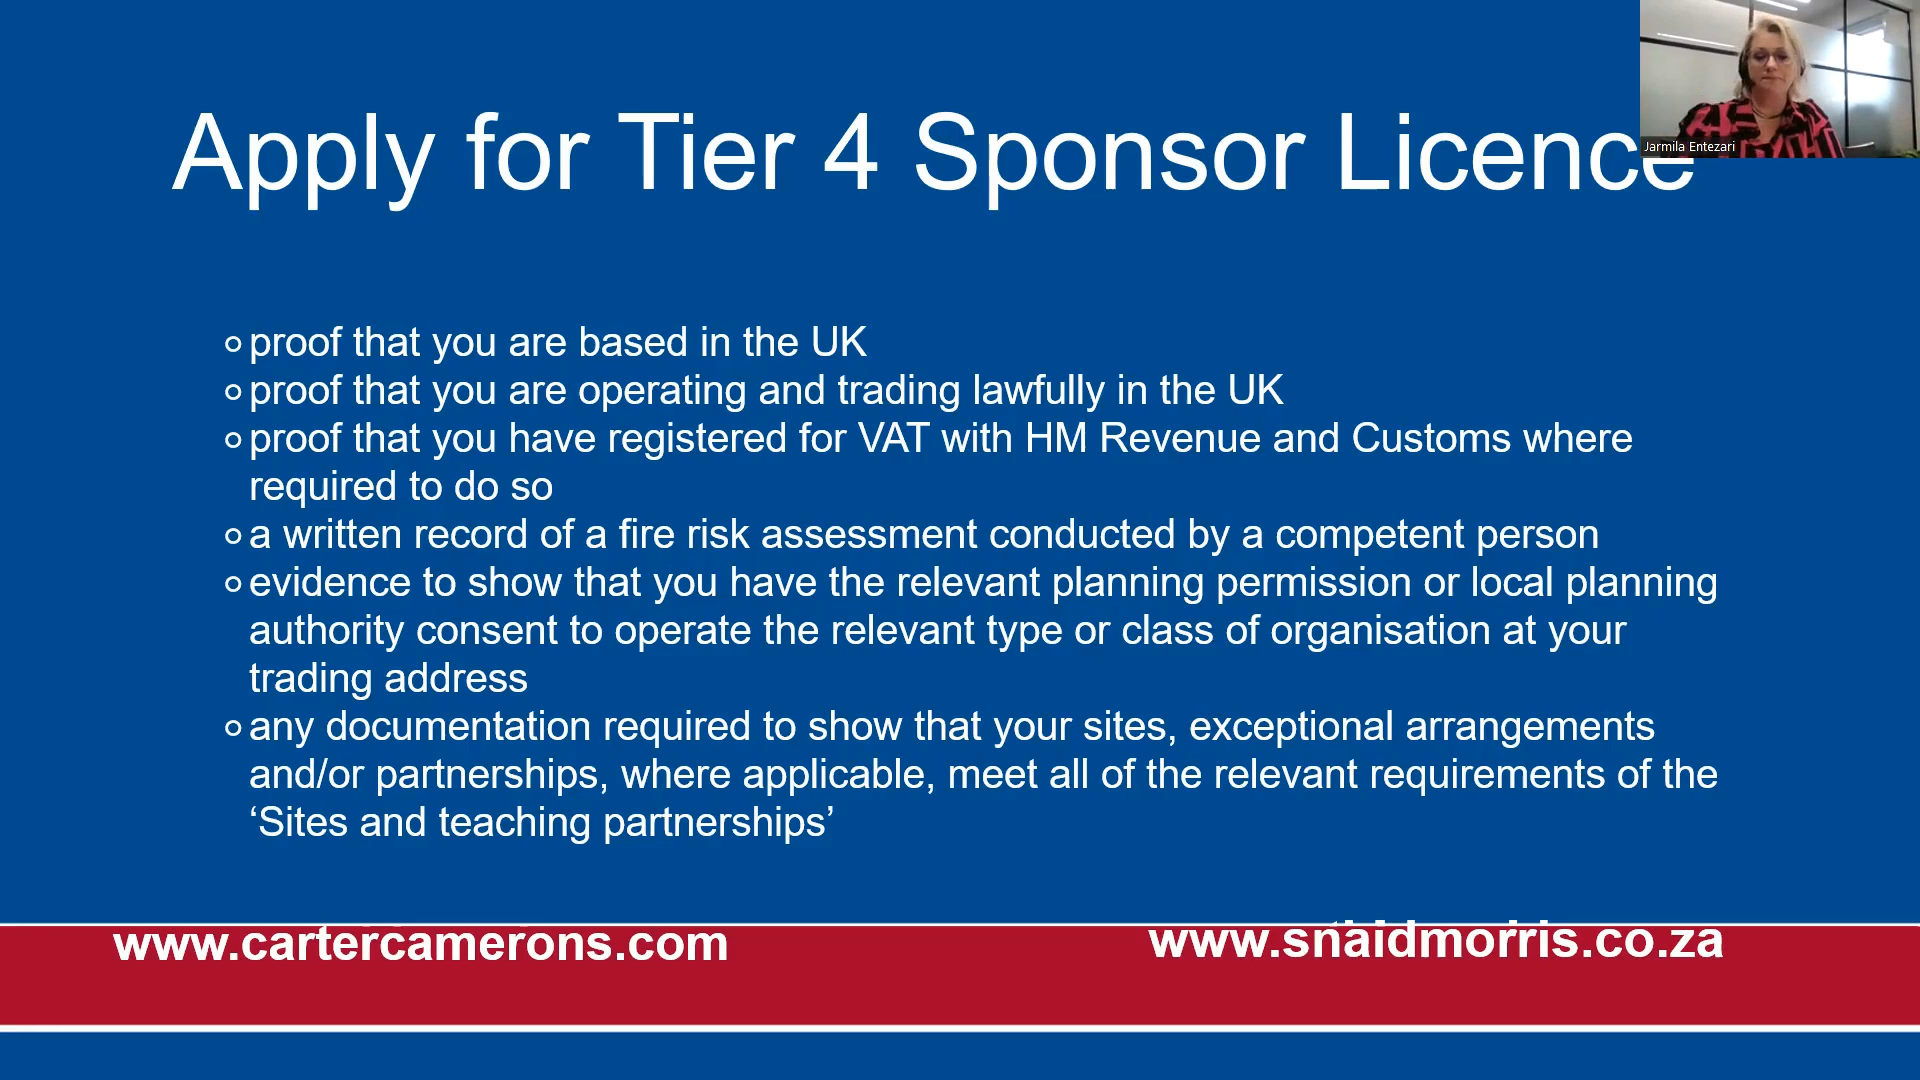 Apply for Tier 4 Sponsor Licence
Jarmila Entezari
proof that you are based in the UK
proof that you are operating and trading lawfully in the UK
proof that you have registered for VAT with HM Revenue and Customs where
required to do so
a written record of a fire risk assessment conducted by a competent person
evidence to show that you have the relevant planning permission or local planning
authority consent to operate the relevant type or class of organisation at your
trading address
any documentation required to show that your sites, exceptional arrangements
and/or partnerships, where applicable, meet all of the relevant requirements of the
‘Sites and teaching partnerships’
www.cartercamerons.com
www.snaidmorris.co.za